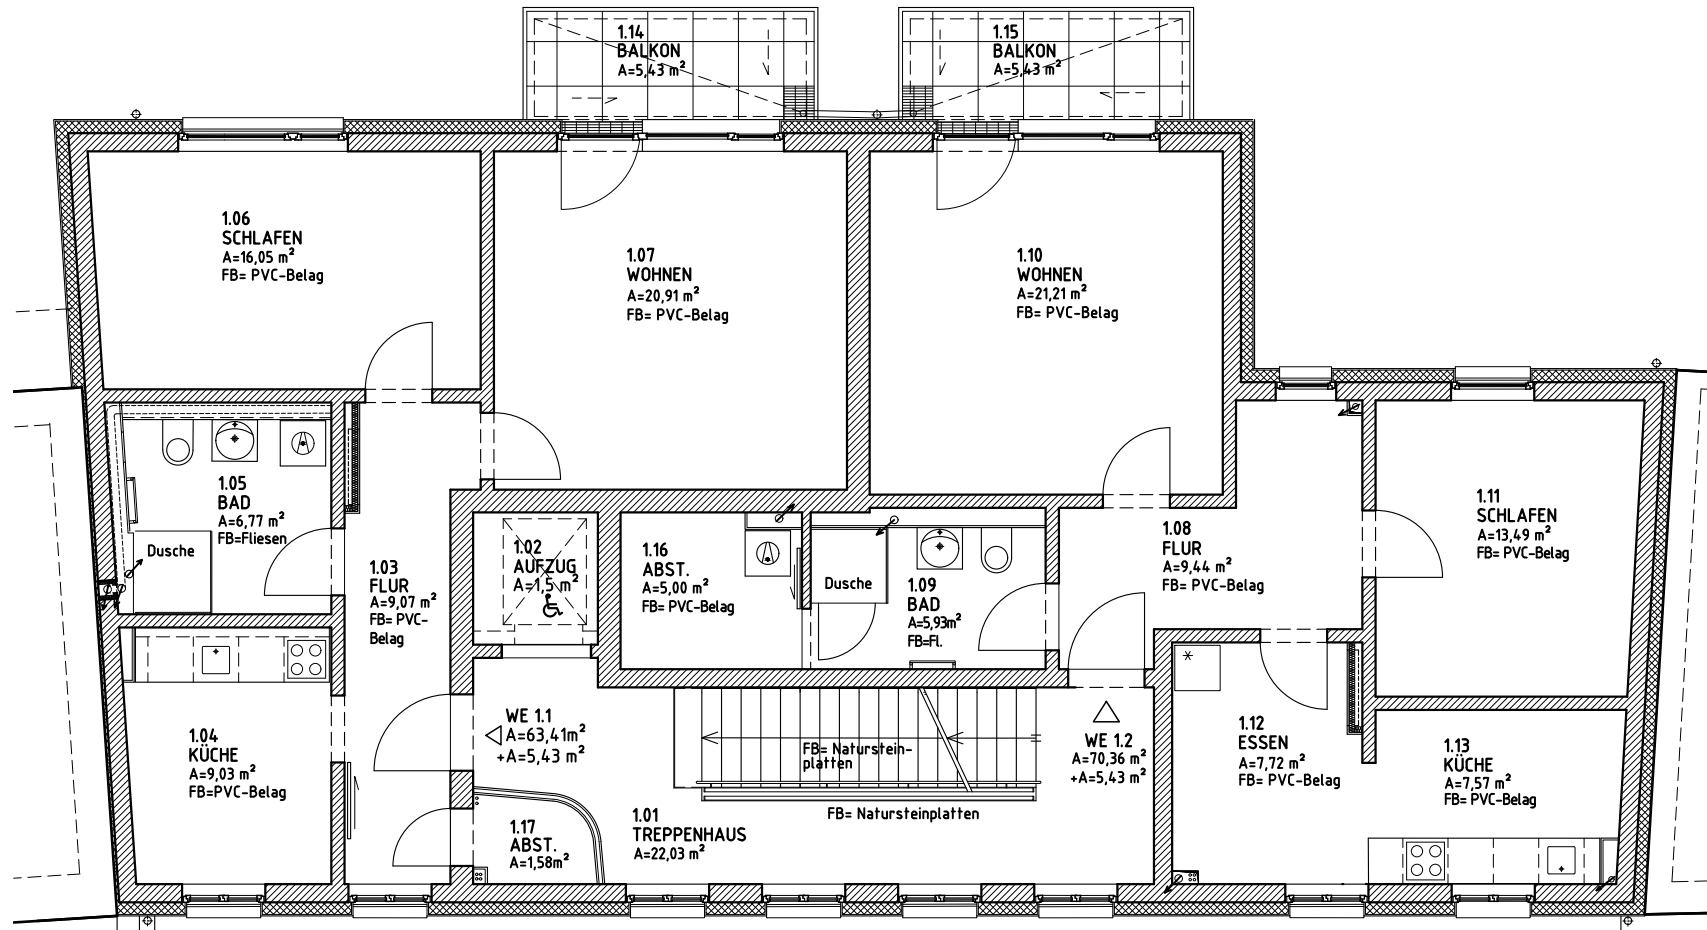 1.14
BALKON
A=5,43 m²
1.15
BALKON
A=5,43 m²
1.06
SCHLAFEN
A=16,05 m²
FB= PVC-Belag
1.07
WOHNEN
A=20,91 m²
FB= PVC-Belag
1.10
WOHNEN
A=21,21 m²
FB= PVC-Belag
1.05
BAD
A=6,77 m²
FB=Fliesen
Dusche
1.03
FLUR
A=9,07 m²
FB= PVC-
Belag
1.02
AUFZUG
A=1,5 m²
1.16
ABST.
A=5,00 m²
FB= PVC-Belag
Dusche
1.09
BAD
A=5,93m²
FB=Fl.
1.08
FLUR
A=9,44 m²
FB= PVC-Belag
1.11
SCHLAFEN
A=13,49 m²
FB= PVC-Belag
1.04
KÜCHE
A=9,03 m²
FB=PVC-Belag
WE 1.1
A=63,41m²
+A=5,43 m²
FB= Naturstein-
platten
FB= Natursteinplatten
WE 1.2
A=70,36 m²
+A=5,43 m²
1.12
ESSEN
A=7,72 m²
FB= PVC-Belag
1.13
KÜCHE
A=7,57 m²
FB= PVC-Belag
1.17
ABST.
A=1,58m²
1.01
TREPPENHAUS
A=22,03 m²